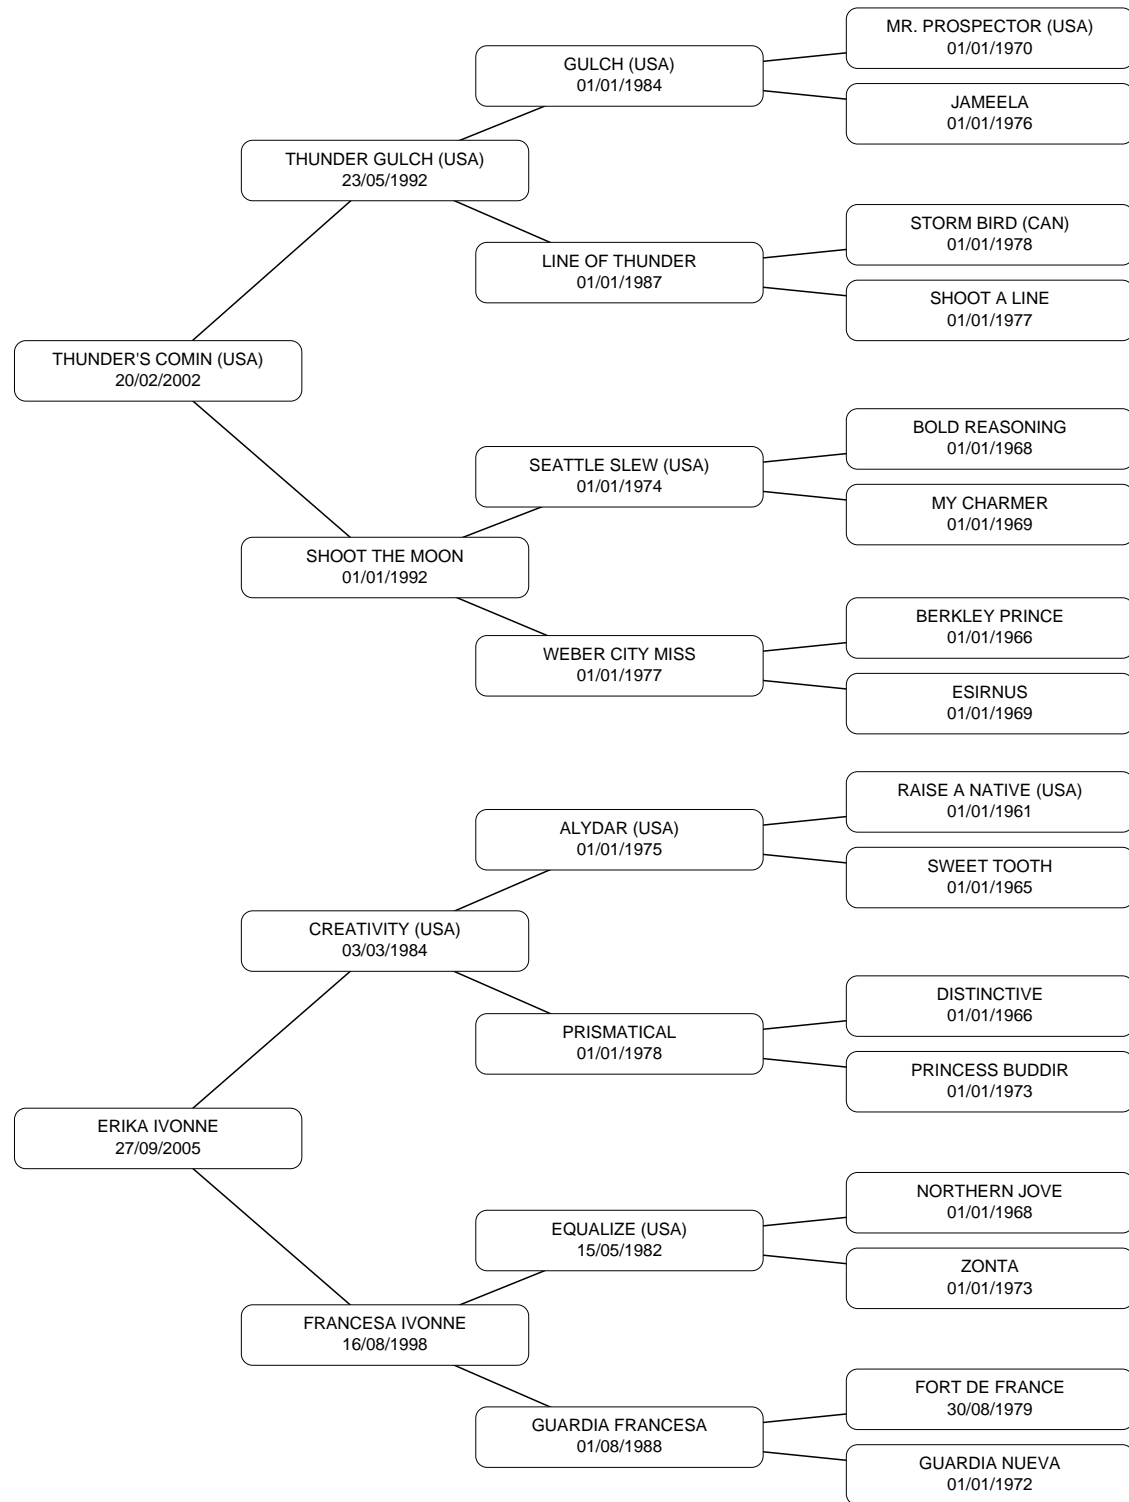 MR. PROSPECTOR (USA)
01/01/1970
GULCH (USA)
01/01/1984
JAMEELA
01/01/1976
THUNDER GULCH (USA)
23/05/1992
STORM BIRD (CAN)
01/01/1978
LINE OF THUNDER
01/01/1987
SHOOT A LINE
01/01/1977
THUNDER'S COMIN (USA)
20/02/2002
BOLD REASONING
01/01/1968
SEATTLE SLEW (USA)
01/01/1974
MY CHARMER
01/01/1969
SHOOT THE MOON
01/01/1992
BERKLEY PRINCE
01/01/1966
WEBER CITY MISS
01/01/1977
ESIRNUS
01/01/1969
RAISE A NATIVE (USA)
01/01/1961
ALYDAR (USA)
01/01/1975
SWEET TOOTH
01/01/1965
CREATIVITY (USA)
03/03/1984
DISTINCTIVE
01/01/1966
PRISMATICAL
01/01/1978
PRINCESS BUDDIR
01/01/1973
ERIKA IVONNE
27/09/2005
NORTHERN JOVE
01/01/1968
EQUALIZE (USA)
15/05/1982
ZONTA
01/01/1973
FRANCESA IVONNE
16/08/1998
FORT DE FRANCE
30/08/1979
GUARDIA FRANCESA
01/08/1988
GUARDIA NUEVA
01/01/1972